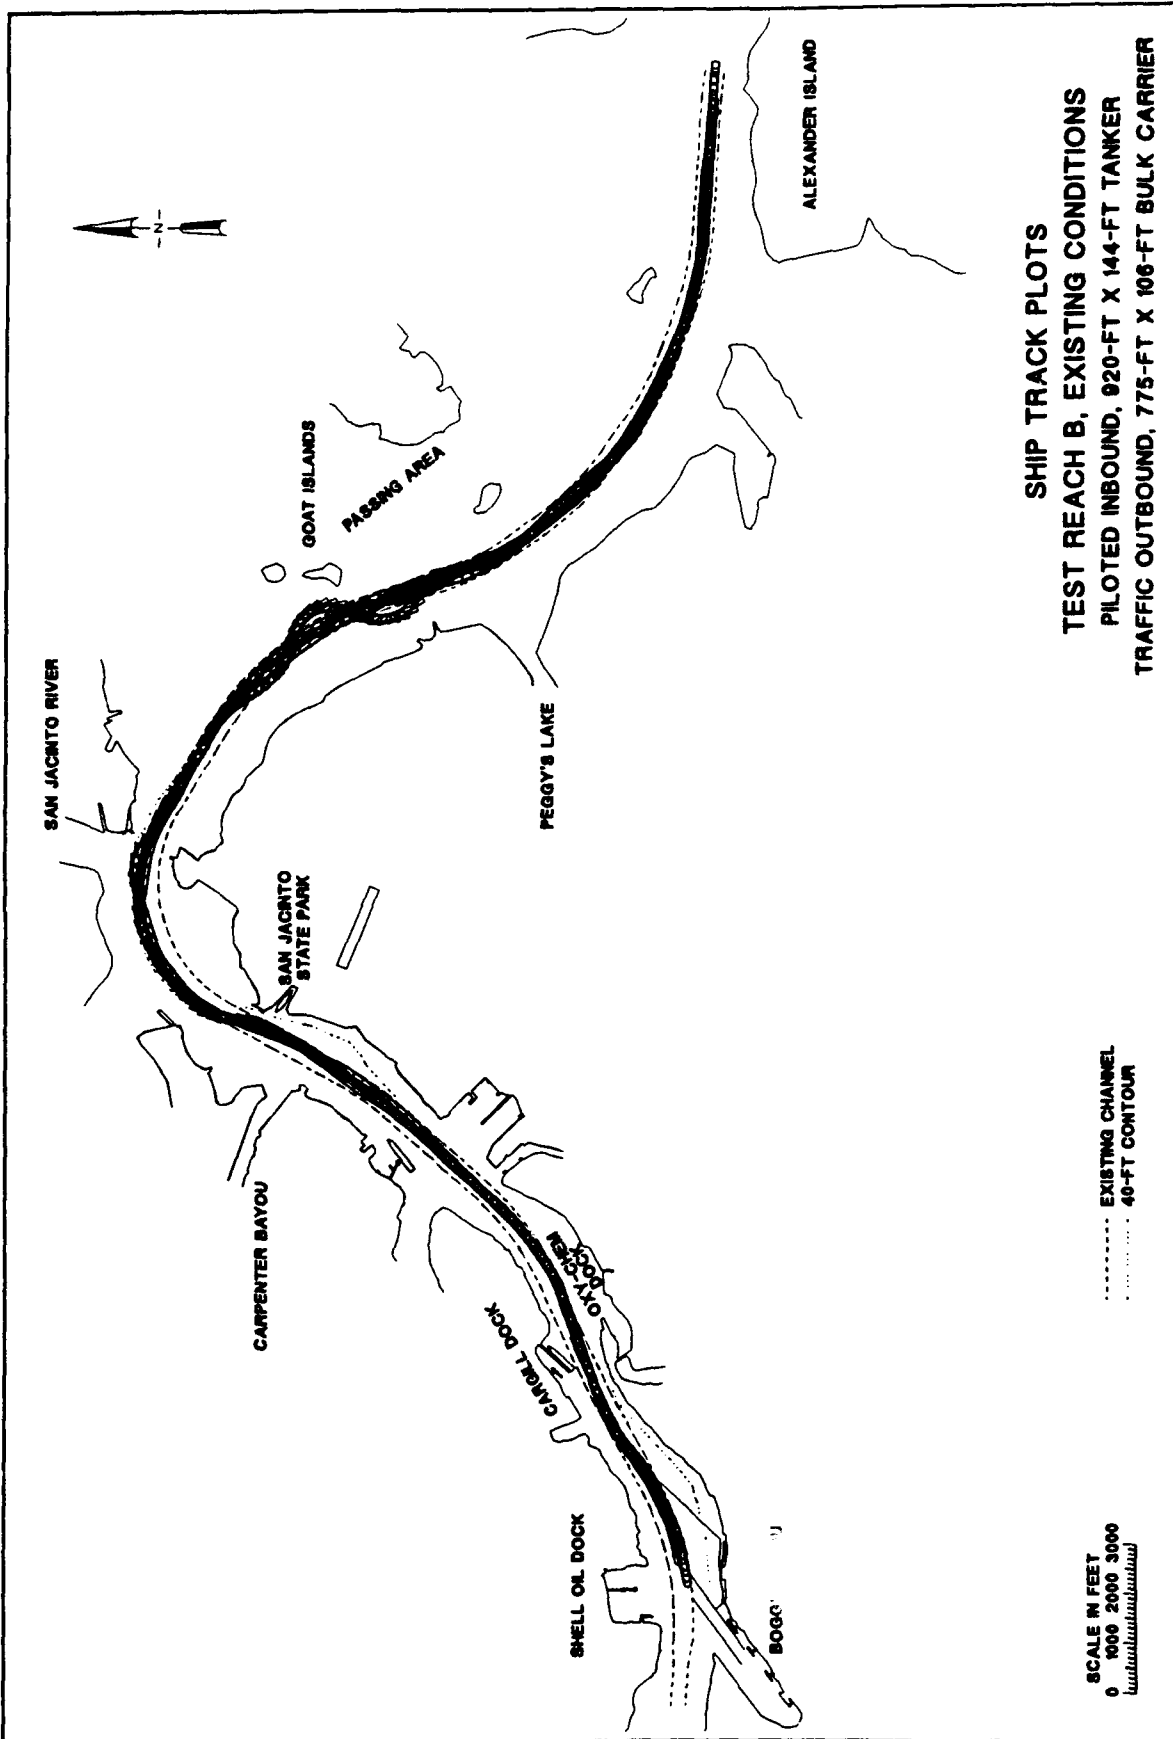 SHIP TRACK PLOTS
TEST REACH B, EXISTING CONDITIONS
PILOTED INBOUND, 920-FT X 144-FT TANKER
TRAFFIC OUTBOUND, 775-FT X 106-FT BULK CARRIER
N
SAN JACINTO RIVER
GOAT ISLANDS
PASSING AREA
ALEXANDER ISLAND
SAN JACINTO
STATE PARK
PEGGY'S LAKE
CARPENTER BAYOU
CARGILL DOCK
OXY-CHEM
DOCK
SHELL OIL DOCK
BOGG
EXISTING CHANNEL
40-FT CONTOUR
SCALE IN FEET
0 1000 2000 3000